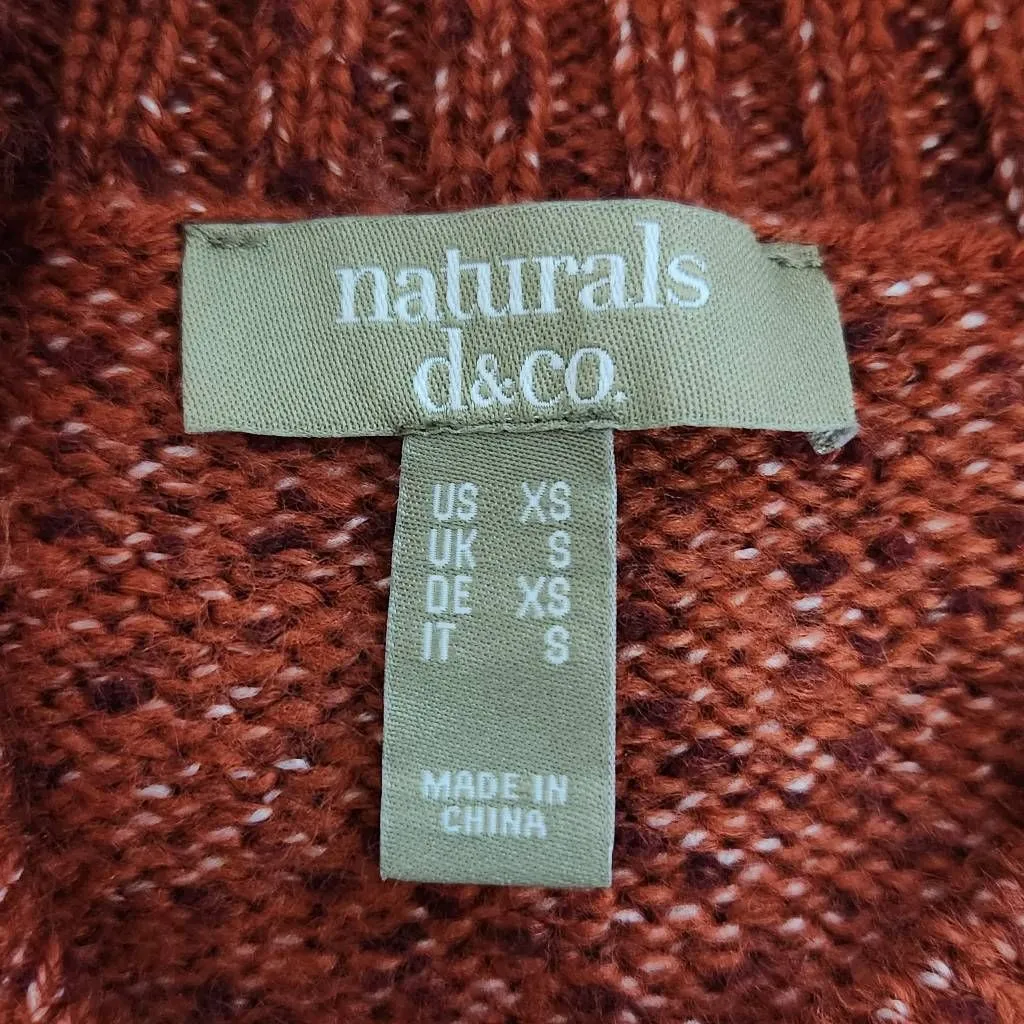 naturals
d&co.
US XS
UK S
DE XS
IT S
MADE IN
CHINA